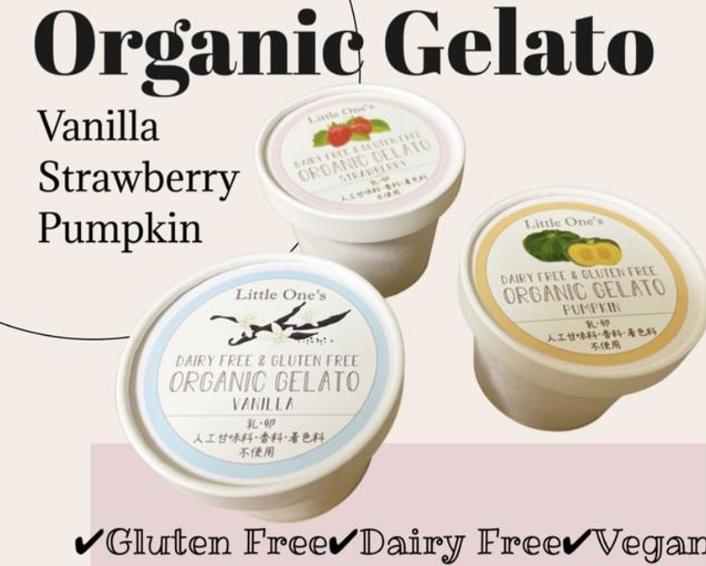 Organic Gelato
Vanilla
Strawberry
Pumpkin
Little One's
DAIRY FREE & GLUTEN FREE
ORGANIC GELATO
STRAWBERRY
乳・卵
人工甘味料・香料・着色料
不使用
Little One's
DAIRY FREE & GLUTEN FREE
ORGANIC GELATO
PUMPKIN
乳・卵
人工甘味料・香料・着色料
不使用
Little One's
DAIRY FREE & GLUTEN FREE
ORGANIC GELATO
VANILLA
乳・卵
人工甘味料・香料・着色料
不使用
✔Gluten Free✔Dairy Free✔Vegan